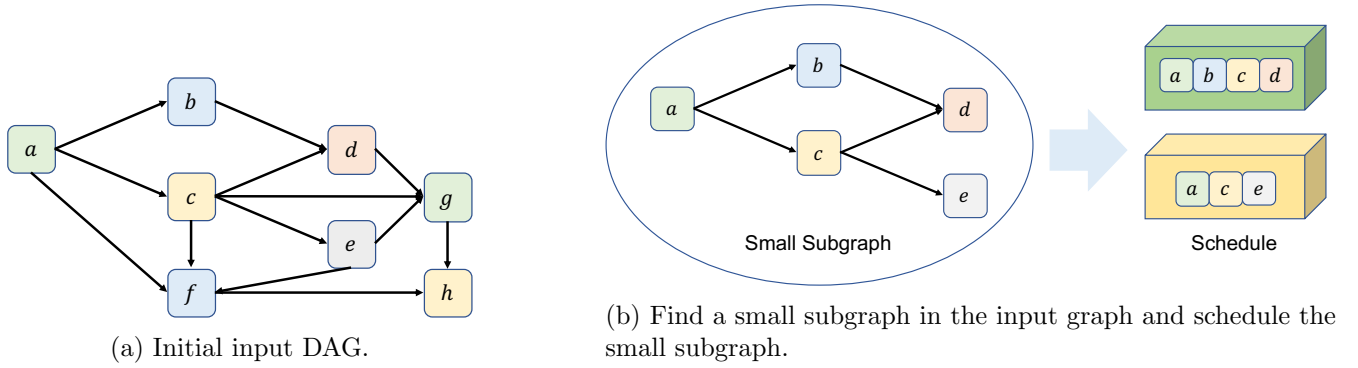 a
b
c
d
e
f
g
h
(a) Initial input DAG.
a
b
c
d
e
Small Subgraph
a b c d
a c e
Schedule
(b) Find a small subgraph in the input graph and schedule the
small subgraph.